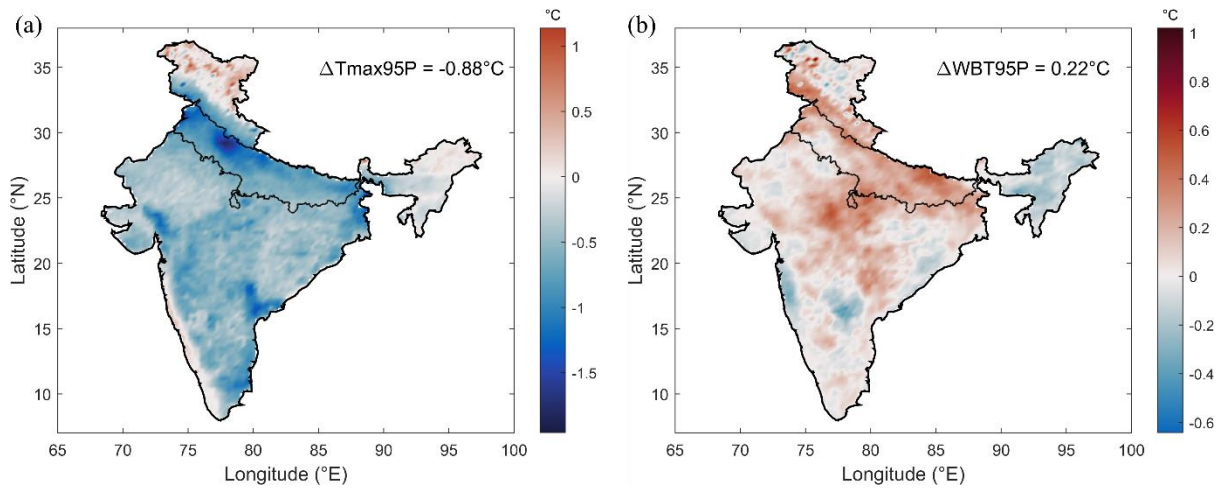 (a)
ΔTmax95P = -0.88°C
°C
1
0.5
0
-0.5
-1
-1.5
35
30
25
20
15
10
Latitude (°N)
65 70 75 80 85 90 95 100
Longitude (°E)
(b)
ΔWBT95P = 0.22°C
°C
1
0.8
0.6
0.4
0.2
0
-0.2
-0.4
-0.6
35
30
25
20
15
10
Latitude (°N)
65 70 75 80 85 90 95 100
Longitude (°E)